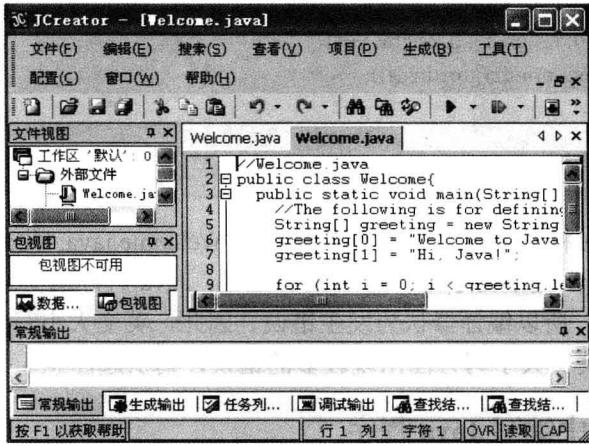 JCreator - [Welcome.java]
文件(F) 编辑(E) 搜索(S) 查看(V) 项目(P) 生成(B) 工具(T)
配置(C) 窗口(W) 帮助(H)
文件视图
工作区 '默认': 0
外部文件
Welcome.ja
包视图
包视图不可用
数据... 包视图
Welcome.java Welcome.java
1 //Welcome.java
2 public class Welcome{
3 public static void main(String[]
4 //The following is for defining
5 String[] greeting = new String
6 greeting[0] = "Welcome to Java
7 greeting[1] = "Hi, Java!";
8
9 for (int i = 0; i < greeting.le
常规输出
常规输出 生成输出 任务列... 调试输出 查找结... 查找结...
按 F1 以获取帮助 行 1 列 1 字符 1 OVR 读取 CAP